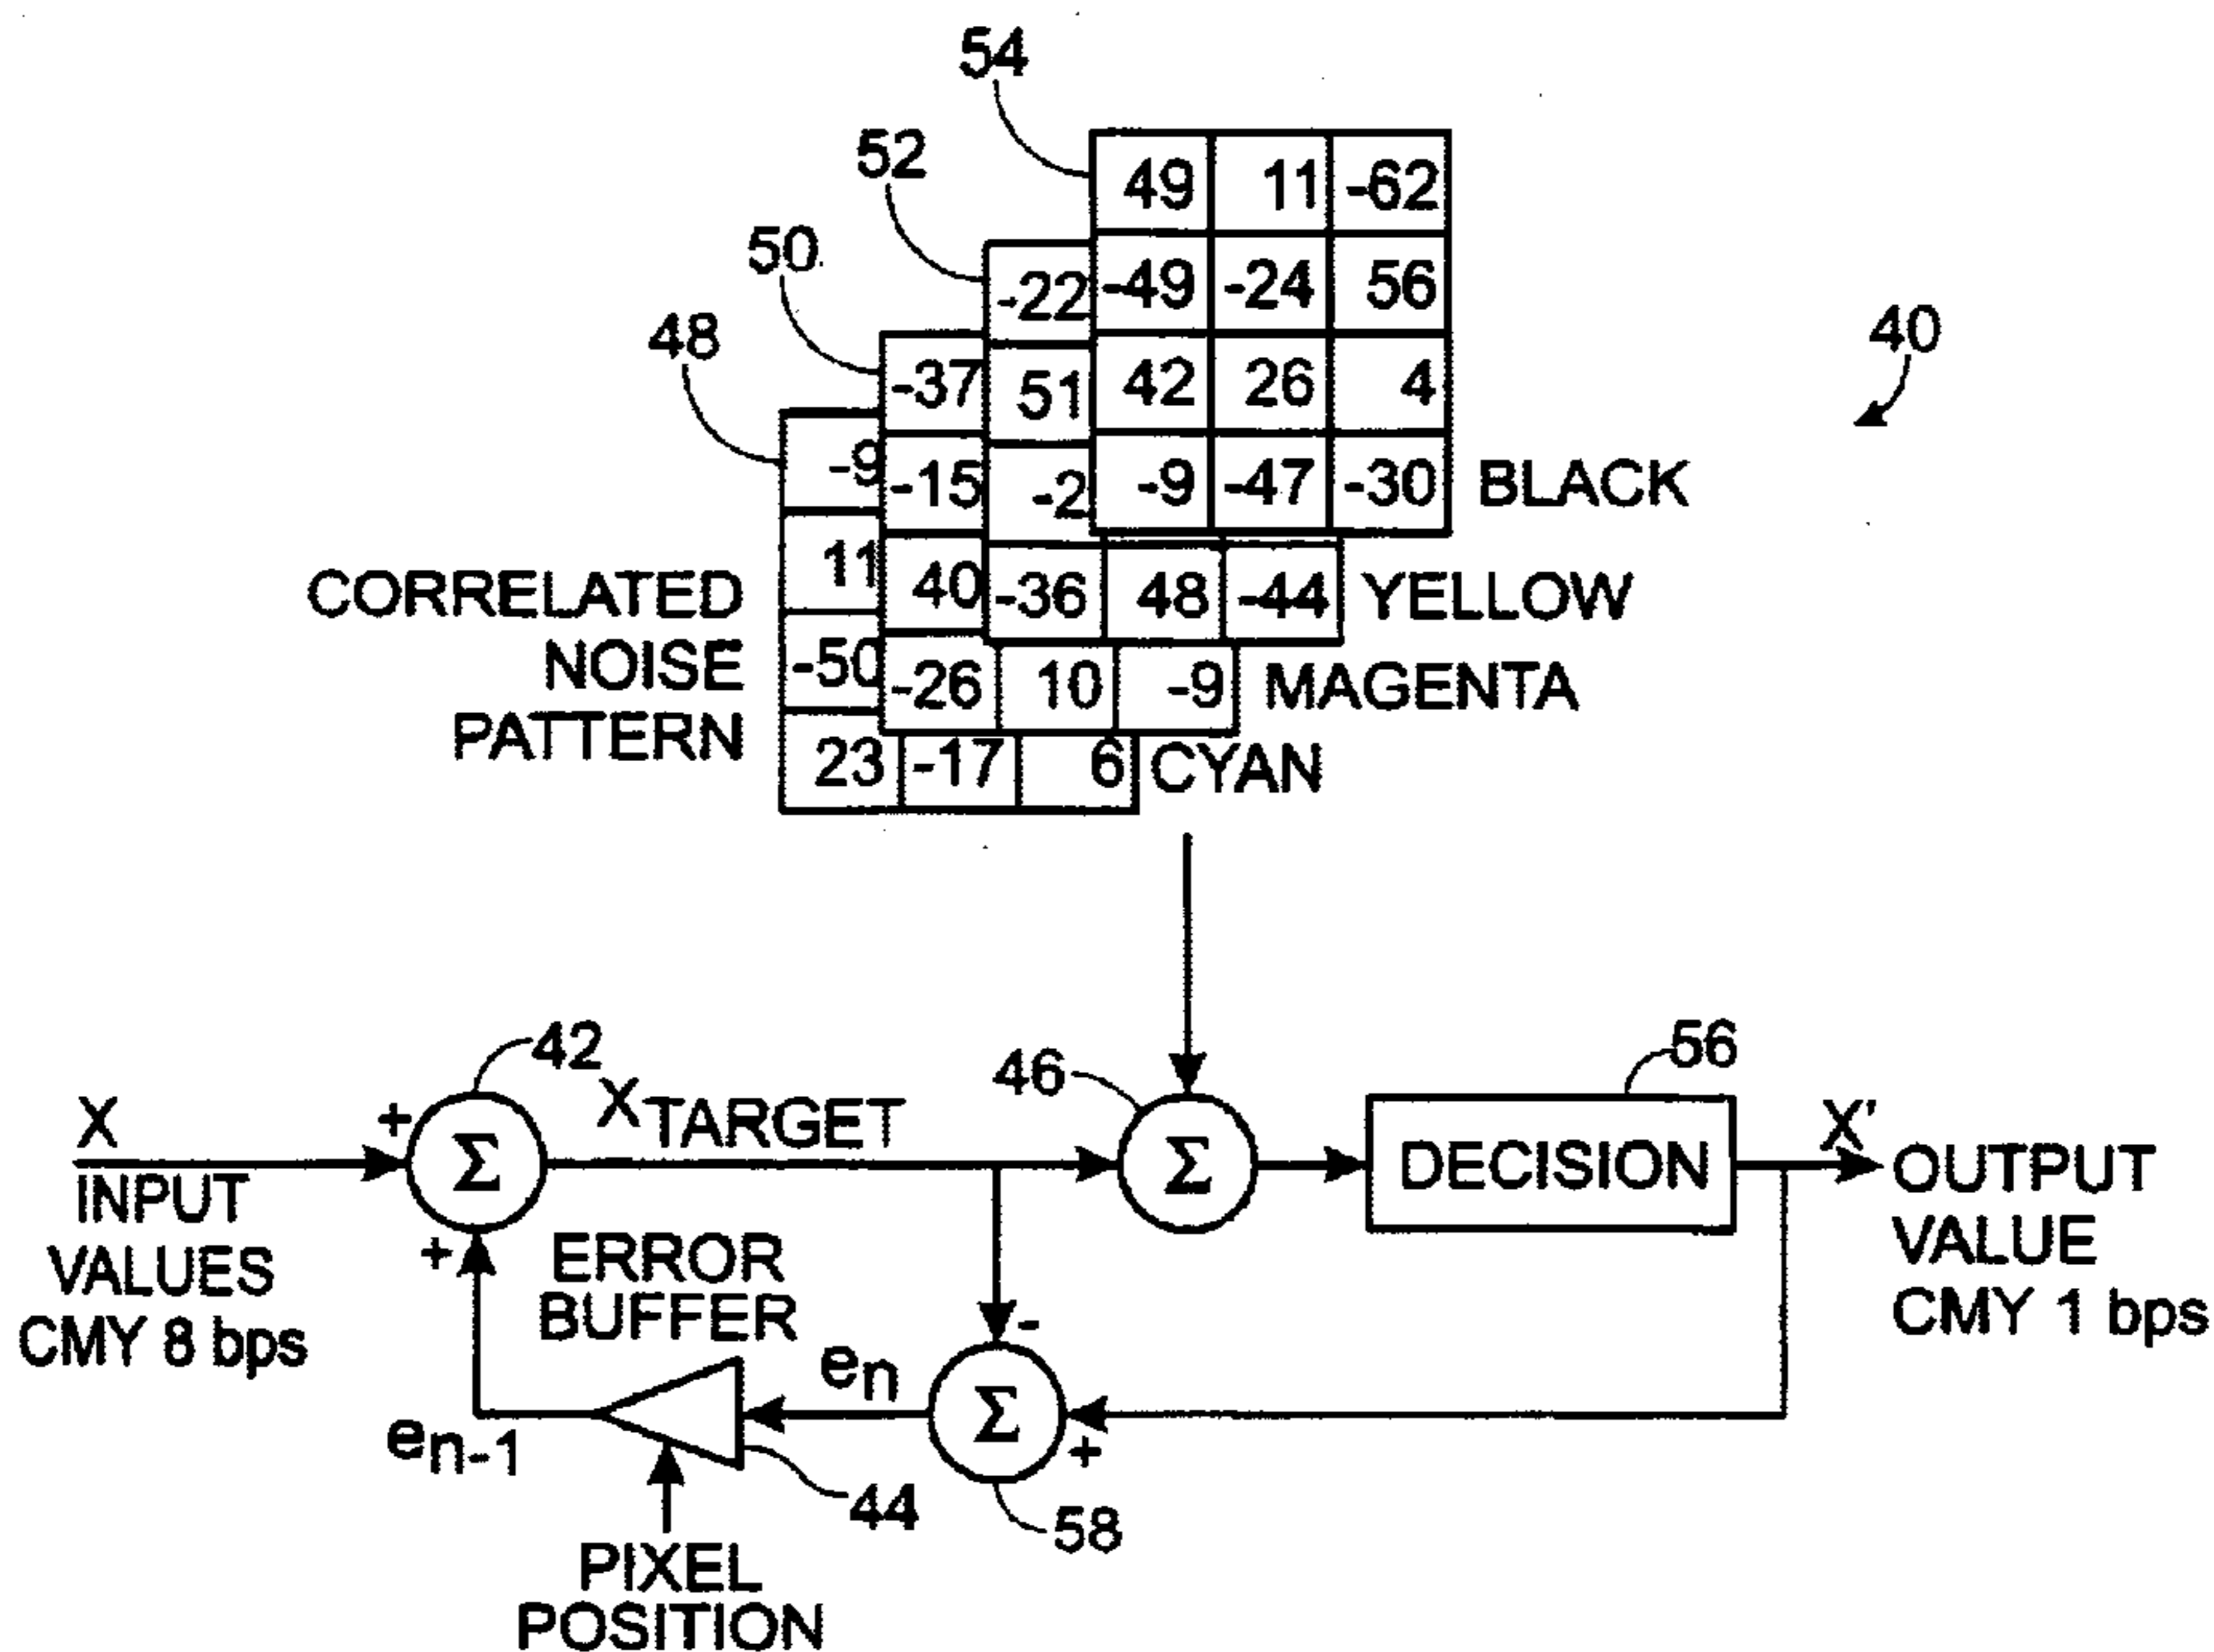 54
52
50
48
40
49 11 -62
-22 -49 -24 56
-37 51 42 26 4
-9 -15 -2 -9 -47 -30 BLACK
11 40 -36 48 -44 YELLOW
-50 -26 10 -9 MAGENTA
23 -17 6 CYAN
CORRELATED
NOISE
PATTERN
42
46
56
X
INPUT
VALUES
CMY 8 bps
+
+
Σ
XTARGET
Σ
DECISION
X'
OUTPUT
VALUE
CMY 1 bps
ERROR
BUFFER
en-1
en
-
Σ
+
44
58
PIXEL
POSITION